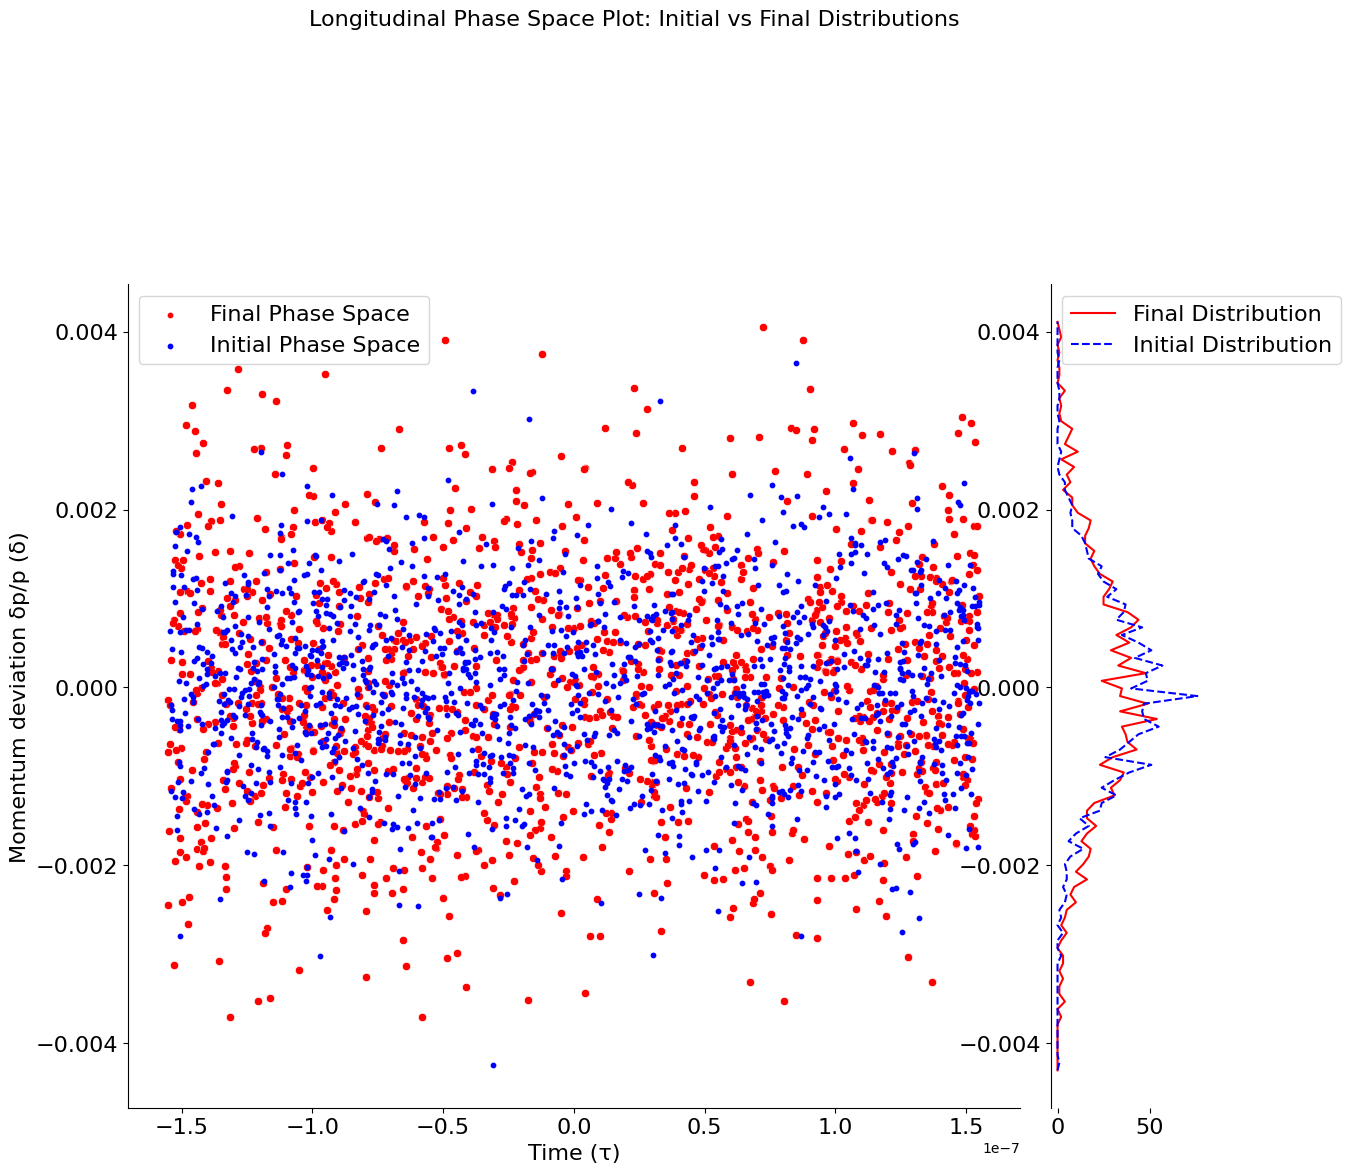 Longitudinal Phase Space Plot: Initial vs Final Distributions
Final Phase Space
Initial Phase Space
Final Distribution
Initial Distribution
Momentum deviation δp/p (δ)
0.004
0.002
0.000
−0.002
−0.004
0.004
0.002
0.000
−0.002
−0.004
−1.5 −1.0 −0.5 0.0 0.5 1.0 1.5
1e−7
Time (τ)
0 50